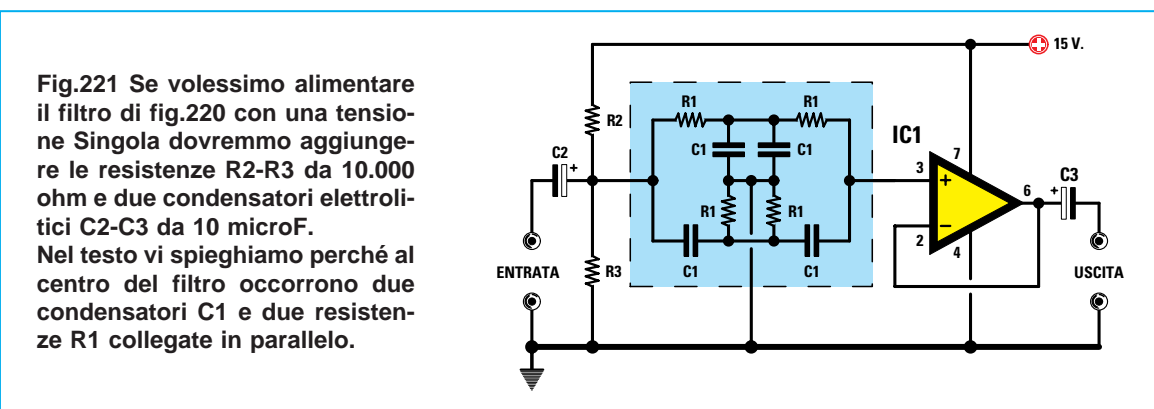 Fig.221 Se volessimo alimentare
il filtro di fig.220 con una tensio-
ne Singola dovremmo aggiunge-
re le resistenze R2-R3 da 10.000
ohm e due condensatori elettroli-
tici C2-C3 da 10 microF.
Nel testo vi spieghiamo perché al
centro del filtro occorrono due
condensatori C1 e due resisten-
ze R1 collegate in parallelo.
15 V.
R1 R1
R2
C1 C1
IC1
C2 +
3 + 7
6 + C3
R1 R1
2 − 4
ENTRATA
R3
C1 C1
USCITA